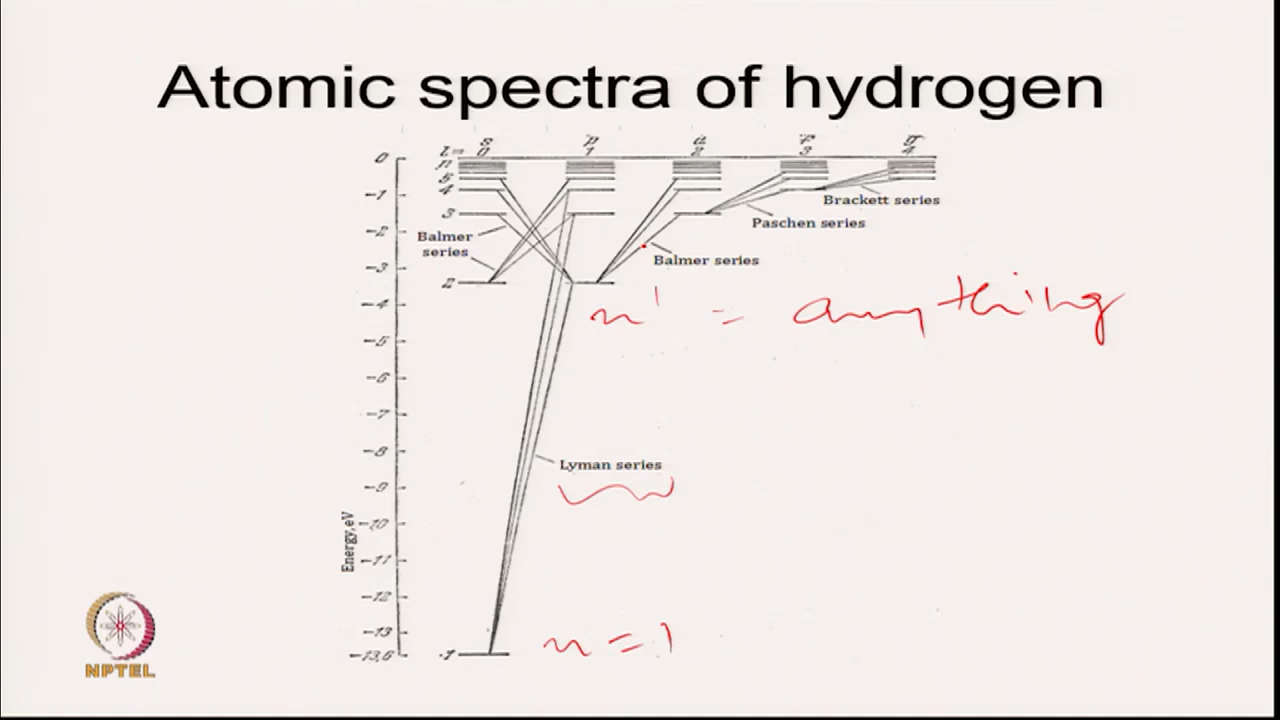 Atomic spectra of hydrogen
s p d f g
l= 0 1 2 3 4
0
n
5
-1 4
Brackett series
3
Paschen series
-2
Balmer
series
Balmer series
-3
2
-4
n' = anything
-5
-6
-7
-8
Lyman series
-9
-10
-11
-12
-13
n=1
-13,6 1
Energy,eV
NPTEL